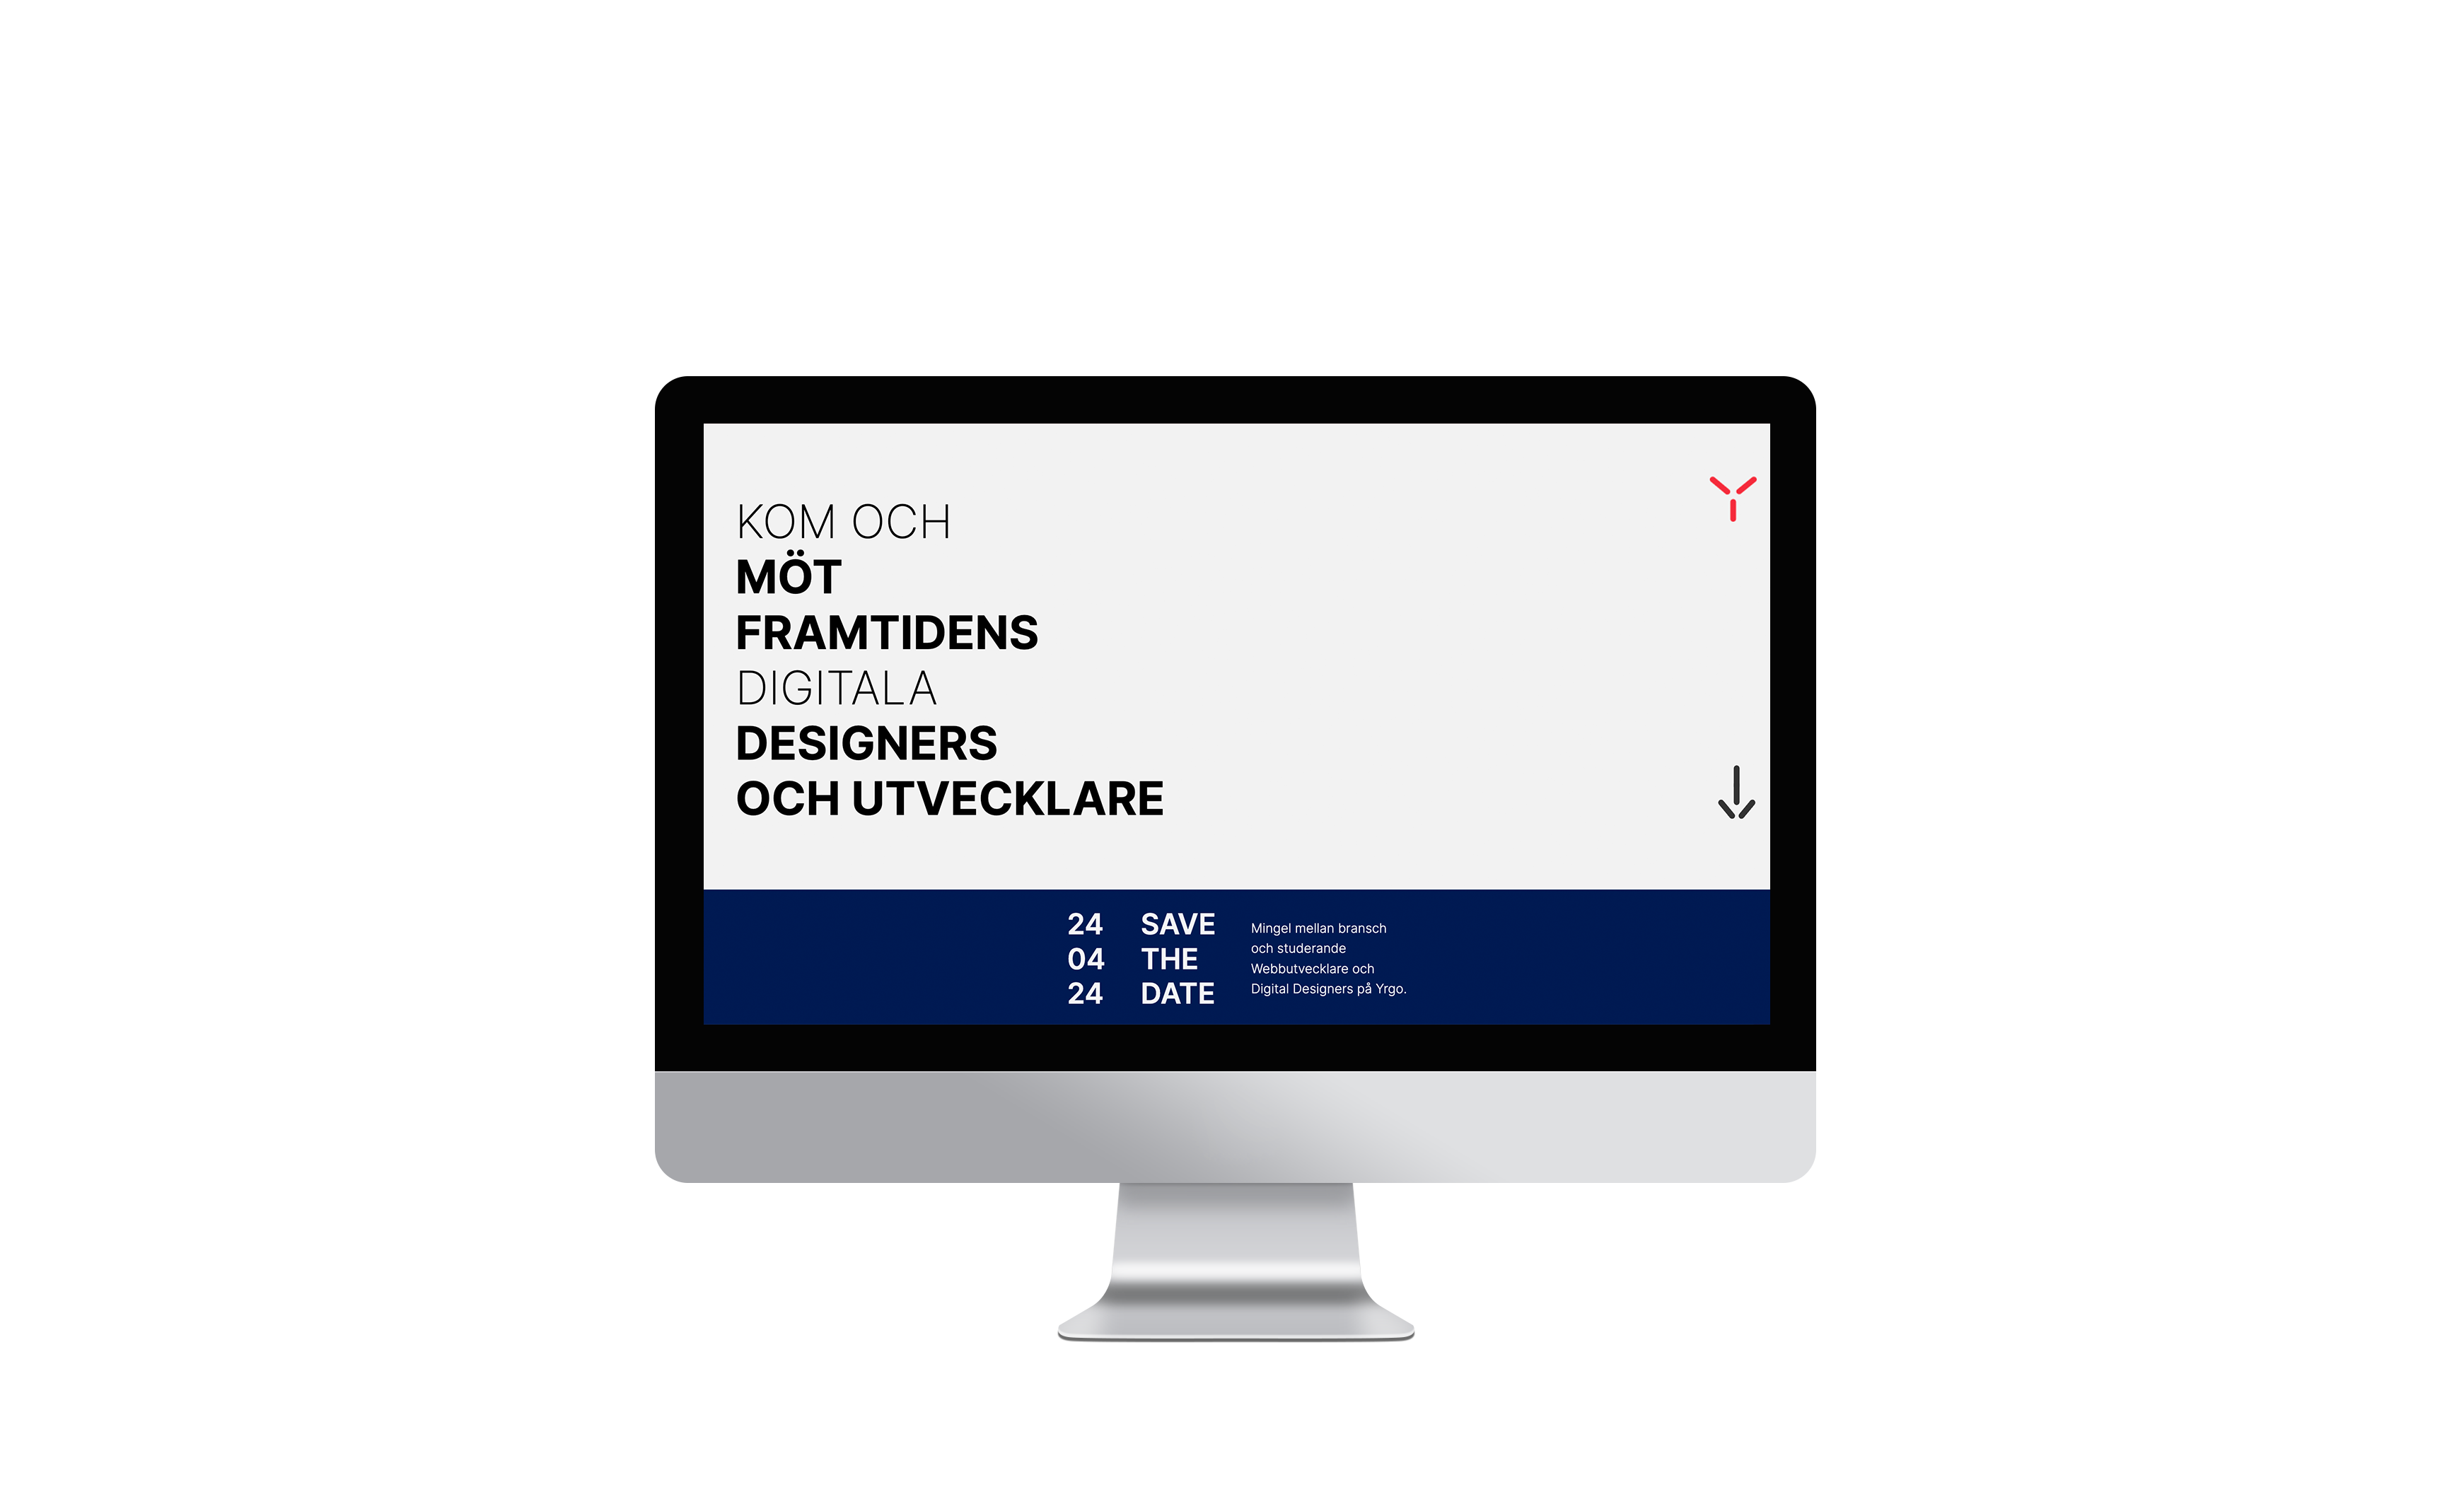 KOM OCH
MÖT
FRAMTIDENS
DIGITALA
DESIGNERS
OCH UTVECKLARE
24
04
24
SAVE
THE
DATE
Mingel mellan bransch
och studerande
Webbutvecklare och
Digital Designers på Yrgo.